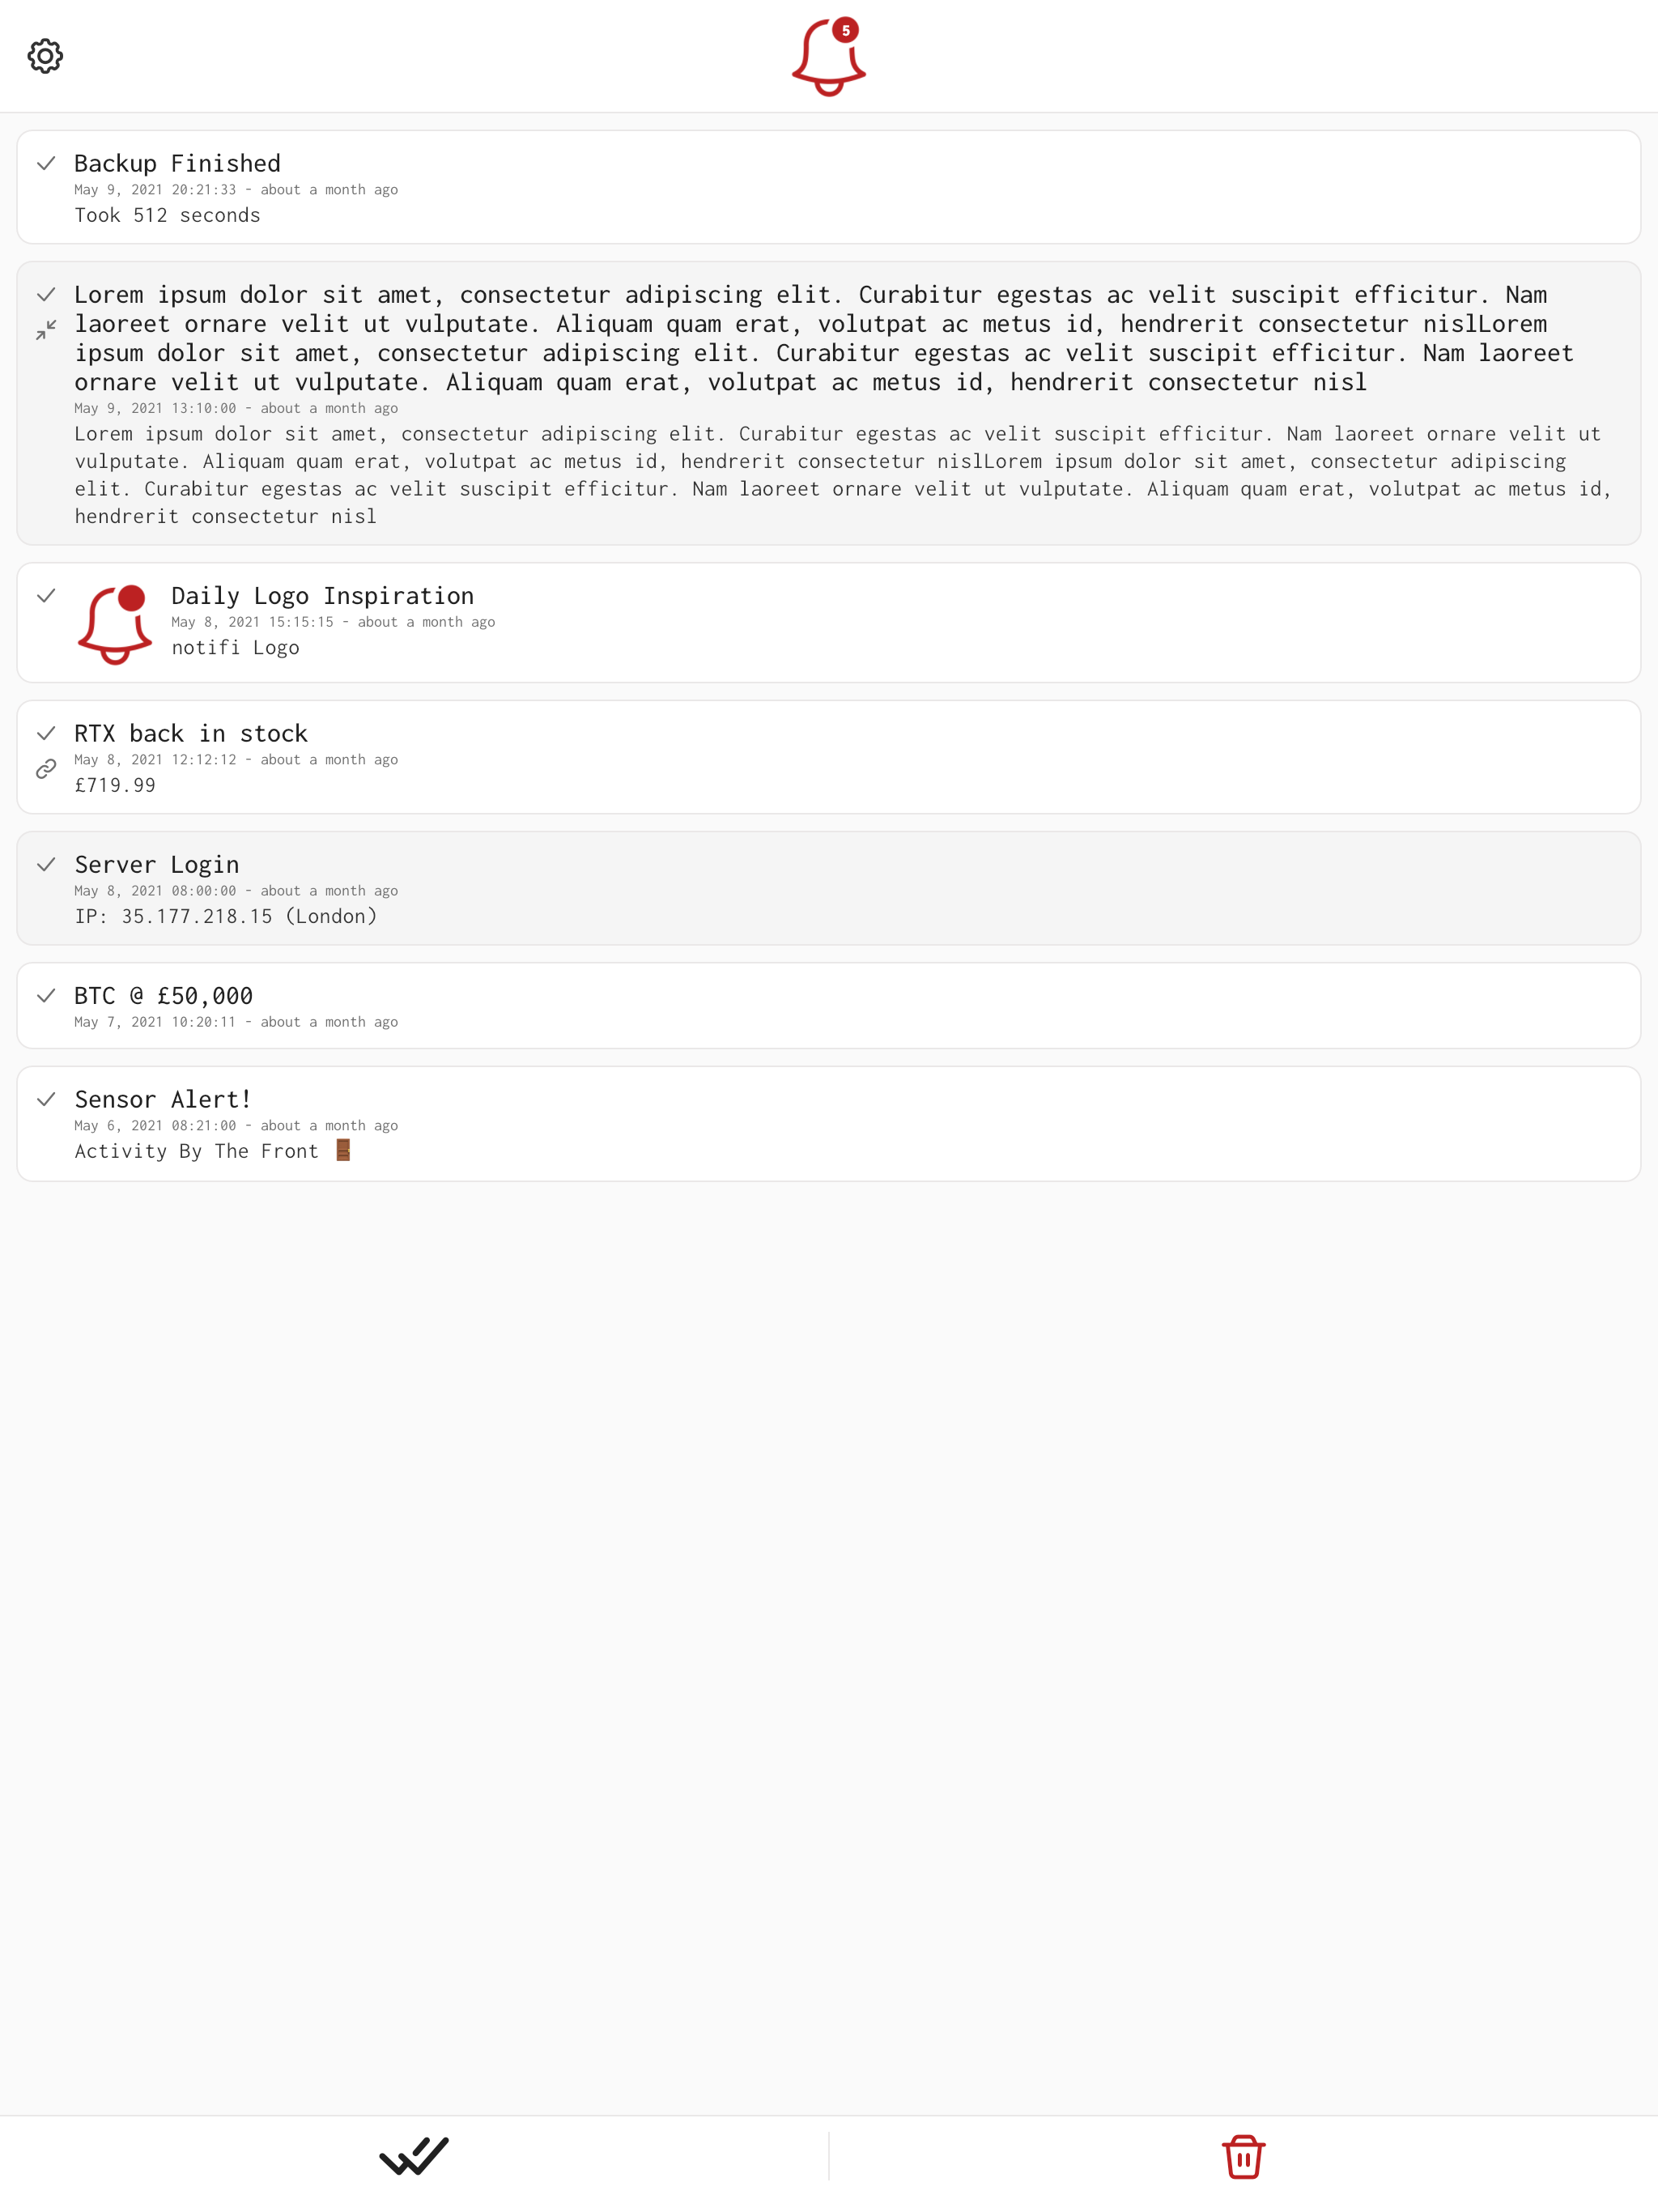 5
Backup Finished
May 9, 2021 20:21:33 - about a month ago
Took 512 seconds
Lorem ipsum dolor sit amet, consectetur adipiscing elit. Curabitur egestas ac velit suscipit efficitur. Nam
laoreet ornare velit ut vulputate. Aliquam quam erat, volutpat ac metus id, hendrerit consectetur nislLorem
ipsum dolor sit amet, consectetur adipiscing elit. Curabitur egestas ac velit suscipit efficitur. Nam laoreet
ornare velit ut vulputate. Aliquam quam erat, volutpat ac metus id, hendrerit consectetur nisl
May 9, 2021 13:10:00 - about a month ago
Lorem ipsum dolor sit amet, consectetur adipiscing elit. Curabitur egestas ac velit suscipit efficitur. Nam laoreet ornare velit ut
vulputate. Aliquam quam erat, volutpat ac metus id, hendrerit consectetur nislLorem ipsum dolor sit amet, consectetur adipiscing
elit. Curabitur egestas ac velit suscipit efficitur. Nam laoreet ornare velit ut vulputate. Aliquam quam erat, volutpat ac metus id,
hendrerit consectetur nisl
Daily Logo Inspiration
May 8, 2021 15:15:15 - about a month ago
notifi Logo
RTX back in stock
May 8, 2021 12:12:12 - about a month ago
£719.99
Server Login
May 8, 2021 08:00:00 - about a month ago
IP: 35.177.218.15 (London)
BTC @ £50,000
May 7, 2021 10:20:11 - about a month ago
Sensor Alert!
May 6, 2021 08:21:00 - about a month ago
Activity By The Front 🚪